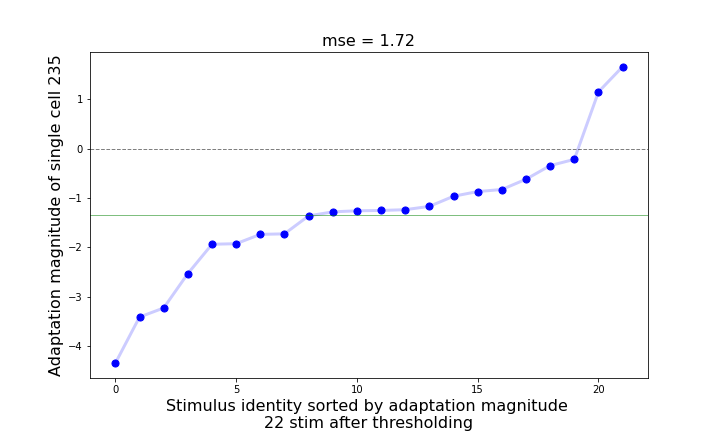 mse = 1.72
Adaptation magnitude of single cell 235
1
0
−1
−2
−3
−4
0
5
10
15
20
Stimulus identity sorted by adaptation magnitude
22 stim after thresholding